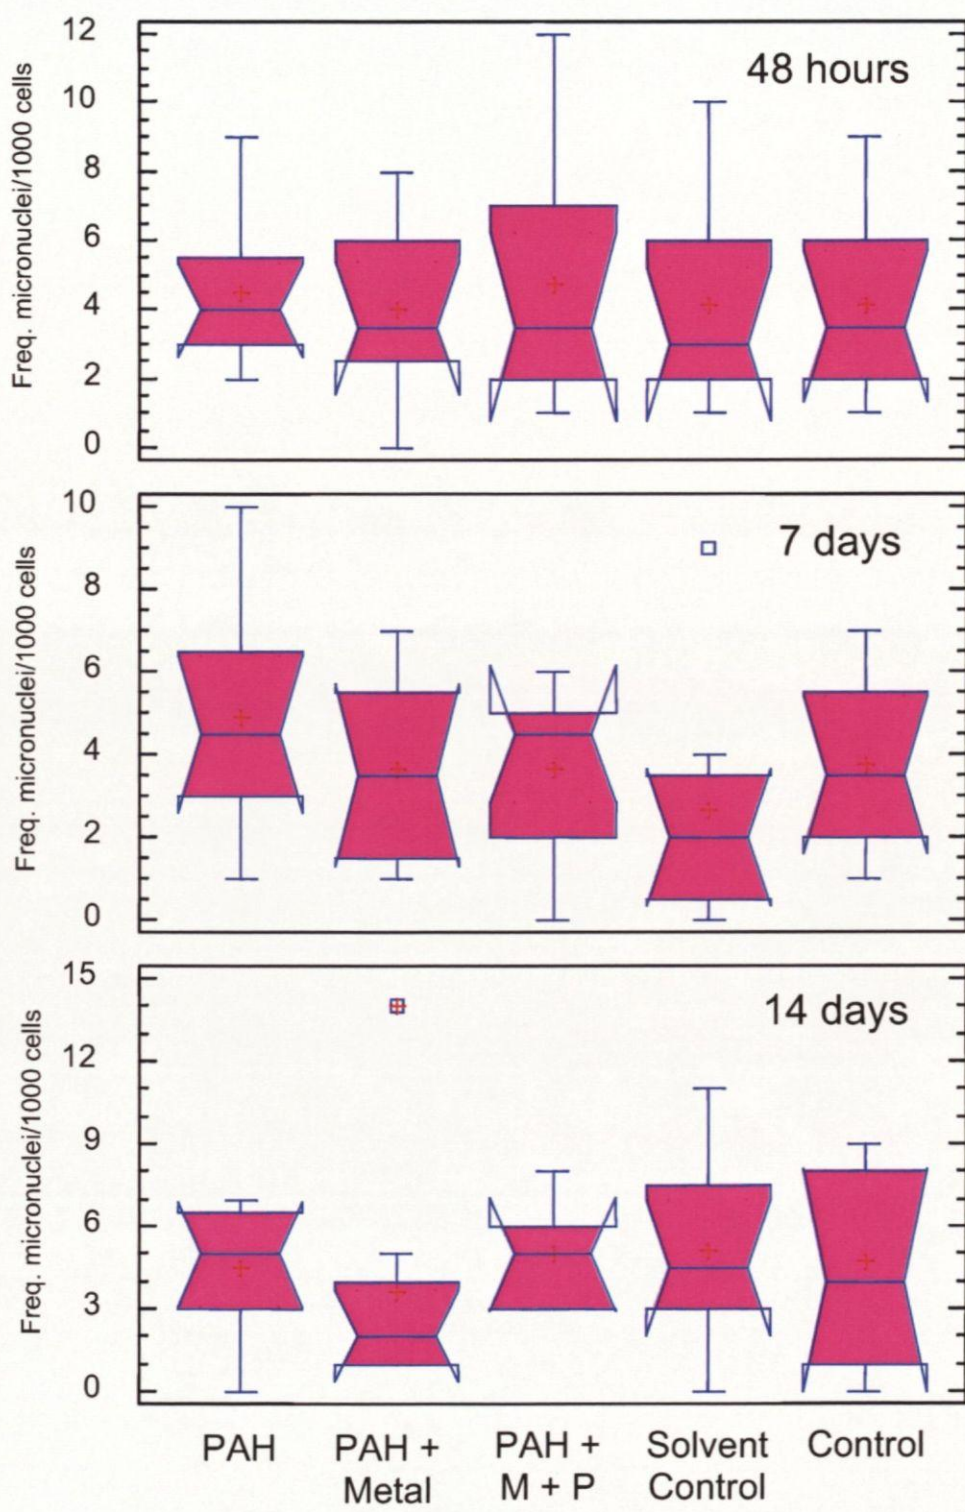 Freq. micronuclei/1000 cells
12
10
8
6
4
2
0
48 hours
Freq. micronuclei/1000 cells
10
8
6
4
2
0
7 days
Freq. micronuclei/1000 cells
15
12
9
6
3
0
14 days
PAH
PAH +
Metal
PAH +
M + P
Solvent
Control
Control